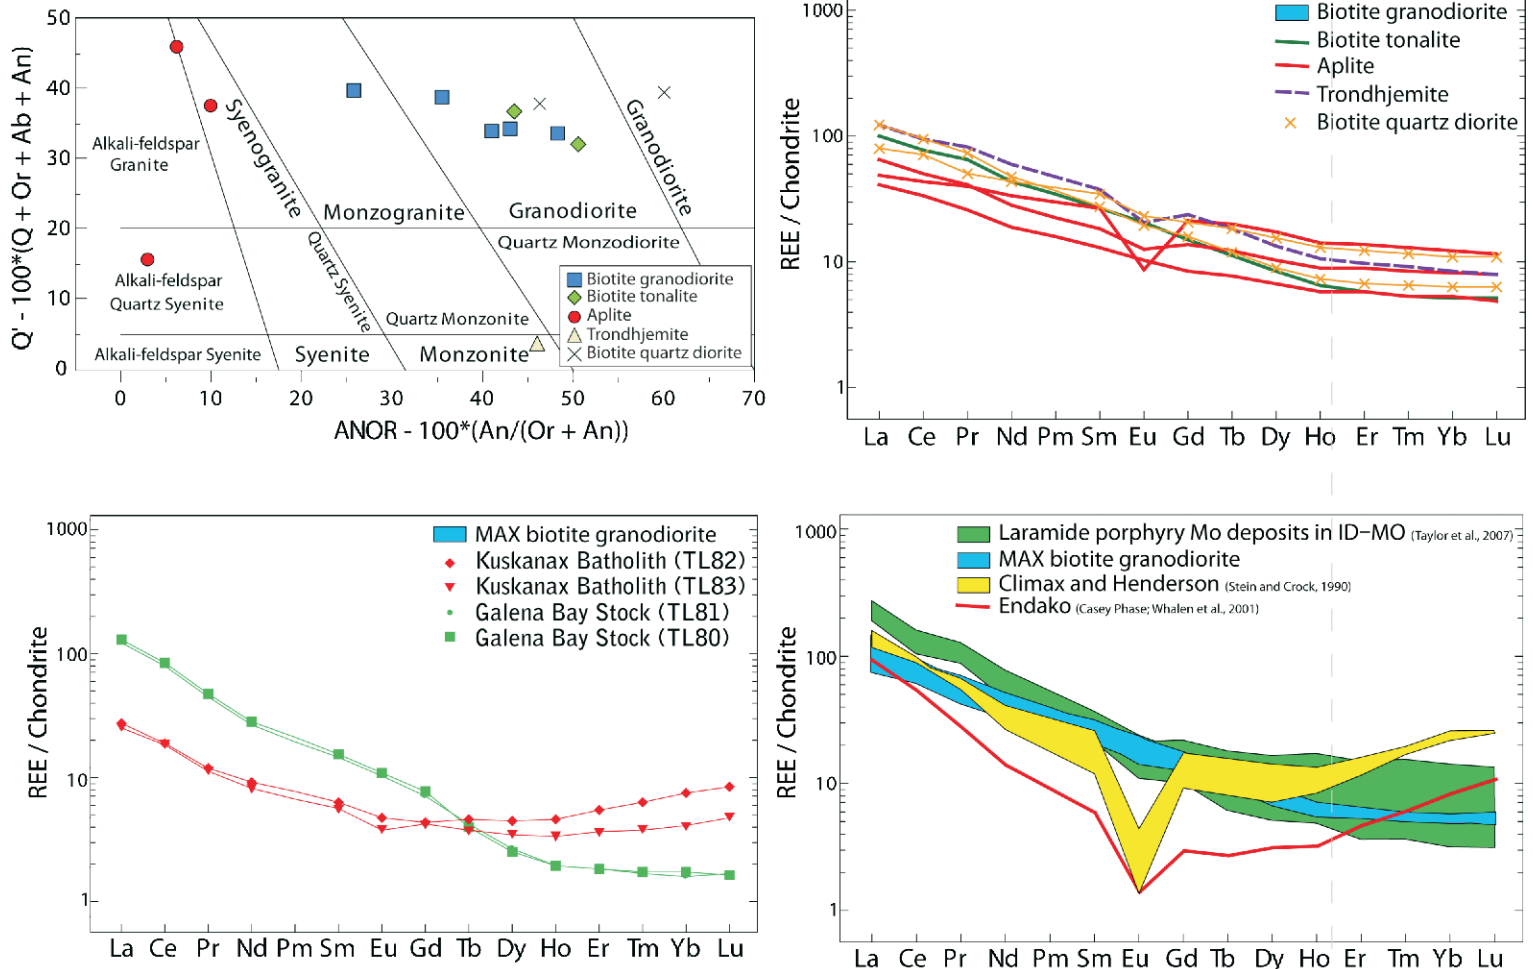 50
40
30
20
10
0
Q' - 100*(Q + Or + Ab + An)
Alkali-feldspar
Granite
Syenogranite
Monzogranite
Granodiorite
Granodiorite
Quartz Monzodiorite
Quartz Syenite
Alkali-feldspar
Quartz Syenite
Quartz Monzonite
Alkali-feldspar Syenite
Syenite
Monzonite
Biotite granodiorite
Biotite tonalite
Aplite
Trondhjemite
Biotite quartz diorite
0 10 20 30 40 50 60 70
ANOR - 100*(An/(Or + An))
1000
100
10
1
REE / Chondrite
Biotite granodiorite
Biotite tonalite
Aplite
Trondhjemite
Biotite quartz diorite
La Ce Pr Nd Pm Sm Eu Gd Tb Dy Ho Er Tm Yb Lu
1000
100
10
1
REE / Chondrite
MAX biotite granodiorite
Kuskanax Batholith (TL82)
Kuskanax Batholith (TL83)
Galena Bay Stock (TL81)
Galena Bay Stock (TL80)
La Ce Pr Nd Pm Sm Eu Gd Tb Dy Ho Er Tm Yb Lu
1000
100
10
1
REE / Chondrite
Laramide porphyry Mo deposits in ID-MO (Taylor et al., 2007)
MAX biotite granodiorite
Climax and Henderson (Stein and Crock, 1990)
Endako (Casey Phase; Whalen et al., 2001)
La Ce Pr Nd Pm Sm Eu Gd Tb Dy Ho Er Tm Yb Lu